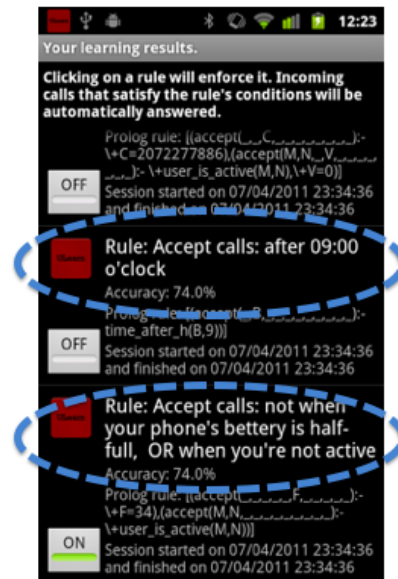 12:23
Your learning results.
Clicking on a rule will enforce it. Incoming
calls that satisfy the rule's conditions will be
automatically answered.
Prolog rule: [(accept(_,_,C,_,_,_,_,_,_,_,_):-
\+C=2072277886),(accept(M,N,_,V,_,_,_,_,
_,_,_):- \+user_is_active(M,N),\+V=0)]
OFF
Session started on 07/04/2011 23:34:36
and finished on 07/04/2011 23:34:36
Rule: Accept calls: after 09:00
o'clock
Accuracy: 74.0%
Prolog rule: [(accept(_,B,_,_,_,_,_,_,_,_,_):-
time_after_h(B,9))]
OFF
Session started on 07/04/2011 23:34:36
and finished on 07/04/2011 23:34:36
Rule: Accept calls: not when
your phone's bettery is half-
full, OR when you're not active
Accuracy: 74.0%
Prolog rule: [(accept(_,_,_,_,_,F,_,_,_,_,_):-
\+F=34),(accept(M,N,_,_,_,_,_,_,_,_,_):-
\+user_is_active(M,N))]
ON
Session started on 07/04/2011 23:34:36
and finished on 07/04/2011 23:34:36